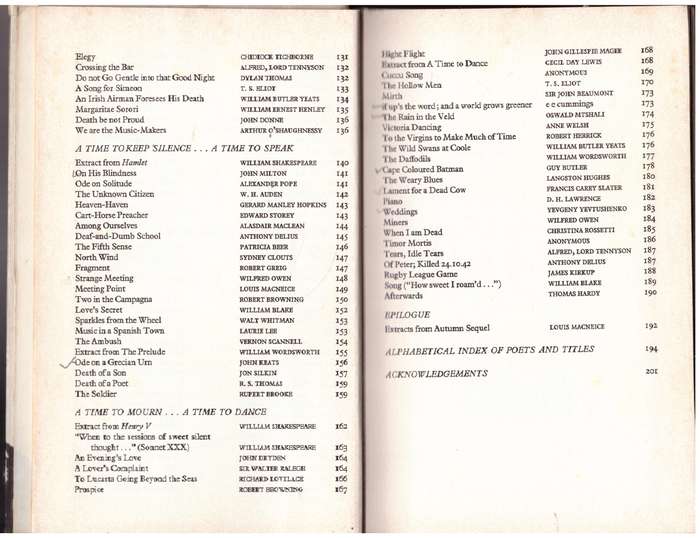 Elegy CHIDIOCK TICHBORNE 131
Crossing the Bar ALFRED, LORD TENNYSON 132
Do not Go Gentle into that Good Night DYLAN THOMAS 132
A Song for Simeon T. S. ELIOT 133
An Irish Airman Foresees His Death WILLIAM BUTLER YEATS 134
Margaritae Sorori WILLIAM ERNEST HENLEY 135
Death be not Proud JOHN DONNE 136
We are the Music-Makers ARTHUR O'SHAUGHNESSY 136
A TIME TO KEEP SILENCE . . . A TIME TO SPEAK
Extract from Hamlet WILLIAM SHAKESPEARE 140
On His Blindness JOHN MILTON 141
Ode on Solitude ALEXANDER POPE 141
The Unknown Citizen W. H. AUDEN 142
Heaven-Haven GERARD MANLEY HOPKINS 143
Cart-Horse Preacher EDWARD STOREY 143
Among Ourselves ALASDAIR MACLEAN 144
Deaf-and-Dumb School ANTHONY DELIUS 145
The Fifth Sense PATRICIA BEER 146
North Wind SYDNEY CLOUTS 147
Fragment ROBERT GREIG 147
Strange Meeting WILFRED OWEN 148
Meeting Point LOUIS MACNEICE 149
Two in the Campagna ROBERT BROWNING 150
Love's Secret WILLIAM BLAKE 152
Sparkles from the Wheel WALT WHITMAN 153
Music in a Spanish Town LAURIE LEE 153
The Ambush VERNON SCANNELL 154
Extract from The Prelude WILLIAM WORDSWORTH 155
Ode on a Grecian Urn JOHN KEATS 156
Death of a Son JON SILKIN 157
Death of a Poet R. S. THOMAS 159
The Soldier RUPERT BROOKE 159
A TIME TO MOURN . . . A TIME TO DANCE
Extract from Henry V WILLIAM SHAKESPEARE 162
"When to the sessions of sweet silent
thought . . ." (Sonnet XXX) WILLIAM SHAKESPEARE 163
An Evening's Love JOHN DRYDEN 164
A Lover's Complaint SIR WALTER RALEGH 164
To Lucasta Going Beyond the Seas RICHARD LOVELACE 166
Prospice ROBERT BROWNING 167
Hight Flight JOHN GILLESPIE MAGEE 168
Extract from A Time to Dance CECIL DAY LEWIS 168
Cuccu Song ANONYMOUS 169
The Hollow Men T. S. ELIOT 170
Mirth SIR JOHN BEAUMONT 173
if up's the word; and a world grows greener e e cummings 173
The Rain in the Veld OSWALD MTSHALI 174
Victoria Dancing ANNE WELSH 175
To the Virgins to Make Much of Time ROBERT HERRICK 176
The Wild Swans at Coole WILLIAM BUTLER YEATS 176
The Daffodils WILLIAM WORDSWORTH 177
Cape Coloured Batman GUY BUTLER 178
The Weary Blues LANGSTON HUGHES 180
Lament for a Dead Cow FRANCIS CAREY SLATER 181
Piano D. H. LAWRENCE 182
Weddings YEVGENY YEVTUSHENKO 183
Miners WILFRED OWEN 184
When I am Dead CHRISTINA ROSSETTI 185
Timor Mortis ANONYMOUS 186
Tears, Idle Tears ALFRED, LORD TENNYSON 187
Of Peter; Killed 24.10.42 ANTHONY DELIUS 187
Rugby League Game JAMES KIRKUP 188
Song ("How sweet I roam'd . . .") WILLIAM BLAKE 189
Afterwards THOMAS HARDY 190
EPILOGUE
Extracts from Autumn Sequel LOUIS MACNEICE 192
ALPHABETICAL INDEX OF POETS AND TITLES 194
ACKNOWLEDGEMENTS 201